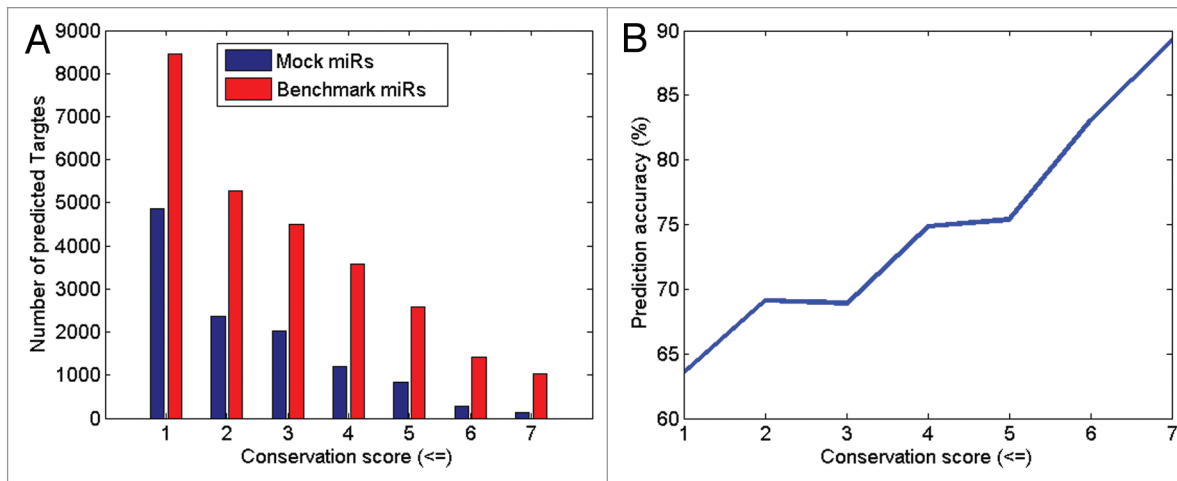 A
Number of predicted Targtes
9000
8000
7000
6000
5000
4000
3000
2000
1000
0
Mock miRs
Benchmark miRs
1 2 3 4 5 6 7
Conservation score (<=)
B
Prediction accuracy (%)
90
85
80
75
70
65
60
1 2 3 4 5 6 7
Conservation score (<=)